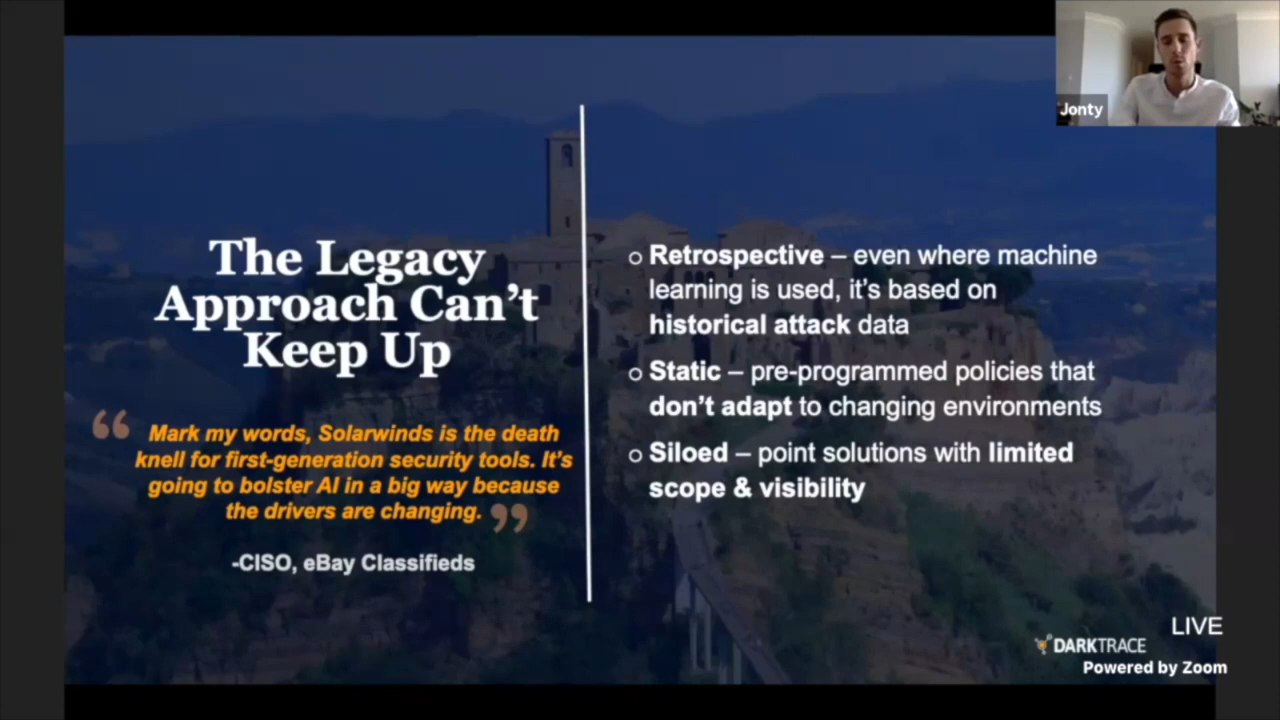 Jonty
The Legacy
Approach Can’t
Keep Up
“ Mark my words, Solarwinds is the death
knell for first-generation security tools. It’s
going to bolster AI in a big way because
the drivers are changing. ”
-CISO, eBay Classifieds
○ Retrospective – even where machine
learning is used, it’s based on
historical attack data
○ Static – pre-programmed policies that
don’t adapt to changing environments
○ Siloed – point solutions with limited
scope & visibility
LIVE
DARKTRACE
Powered by Zoom